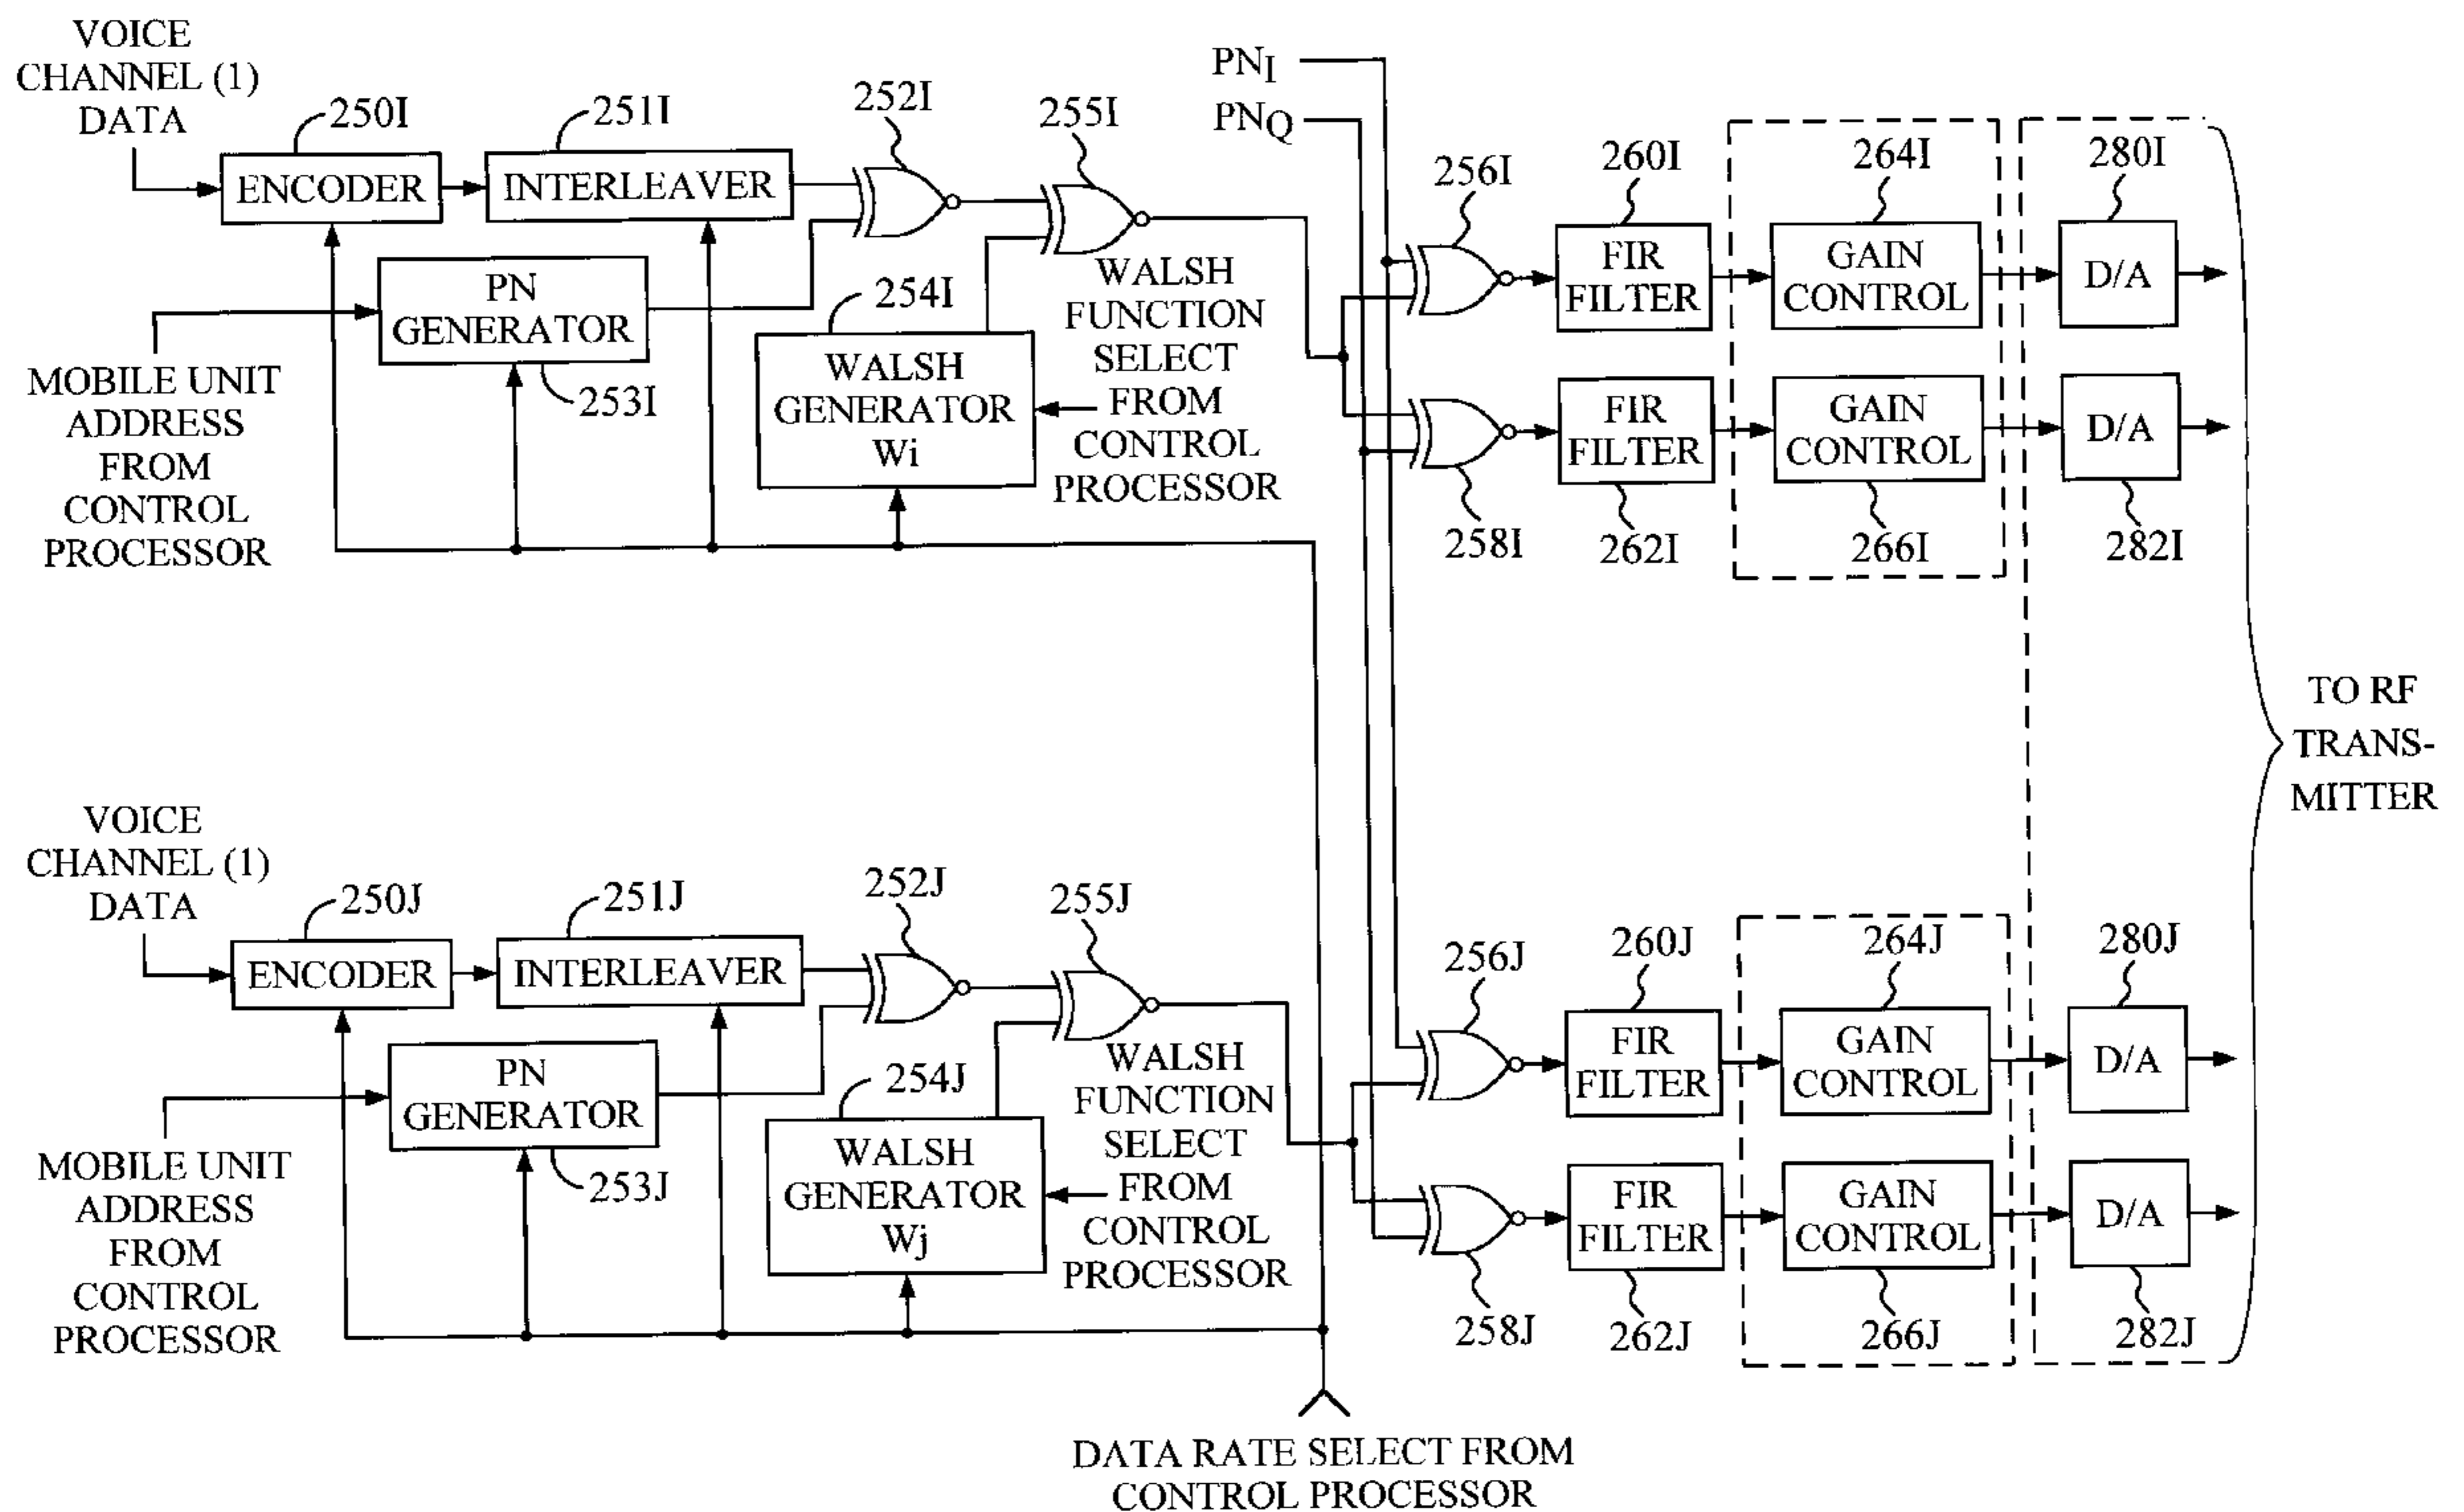 VOICE
CHANNEL (1)
DATA
250I
ENCODER
251I
INTERLEAVER
252I
255I
PN
GENERATOR
253I
MOBILE UNIT
ADDRESS
FROM
CONTROL
PROCESSOR
254I
WALSH
GENERATOR
Wi
WALSH
FUNCTION
SELECT
FROM
CONTROL
PROCESSOR
PNI
PNQ
256I
258I
260I
FIR
FILTER
FIR
FILTER
262I
264I
GAIN
CONTROL
GAIN
CONTROL
266I
280I
D/A
D/A
282I
TO RF
TRANS-
MITTER
VOICE
CHANNEL (1)
DATA
250J
ENCODER
251J
INTERLEAVER
252J
255J
PN
GENERATOR
253J
MOBILE UNIT
ADDRESS
FROM
CONTROL
PROCESSOR
254J
WALSH
GENERATOR
Wj
WALSH
FUNCTION
SELECT
FROM
CONTROL
PROCESSOR
256J
258J
260J
FIR
FILTER
FIR
FILTER
262J
264J
GAIN
CONTROL
GAIN
CONTROL
266J
280J
D/A
D/A
282J
DATA RATE SELECT FROM
CONTROL PROCESSOR